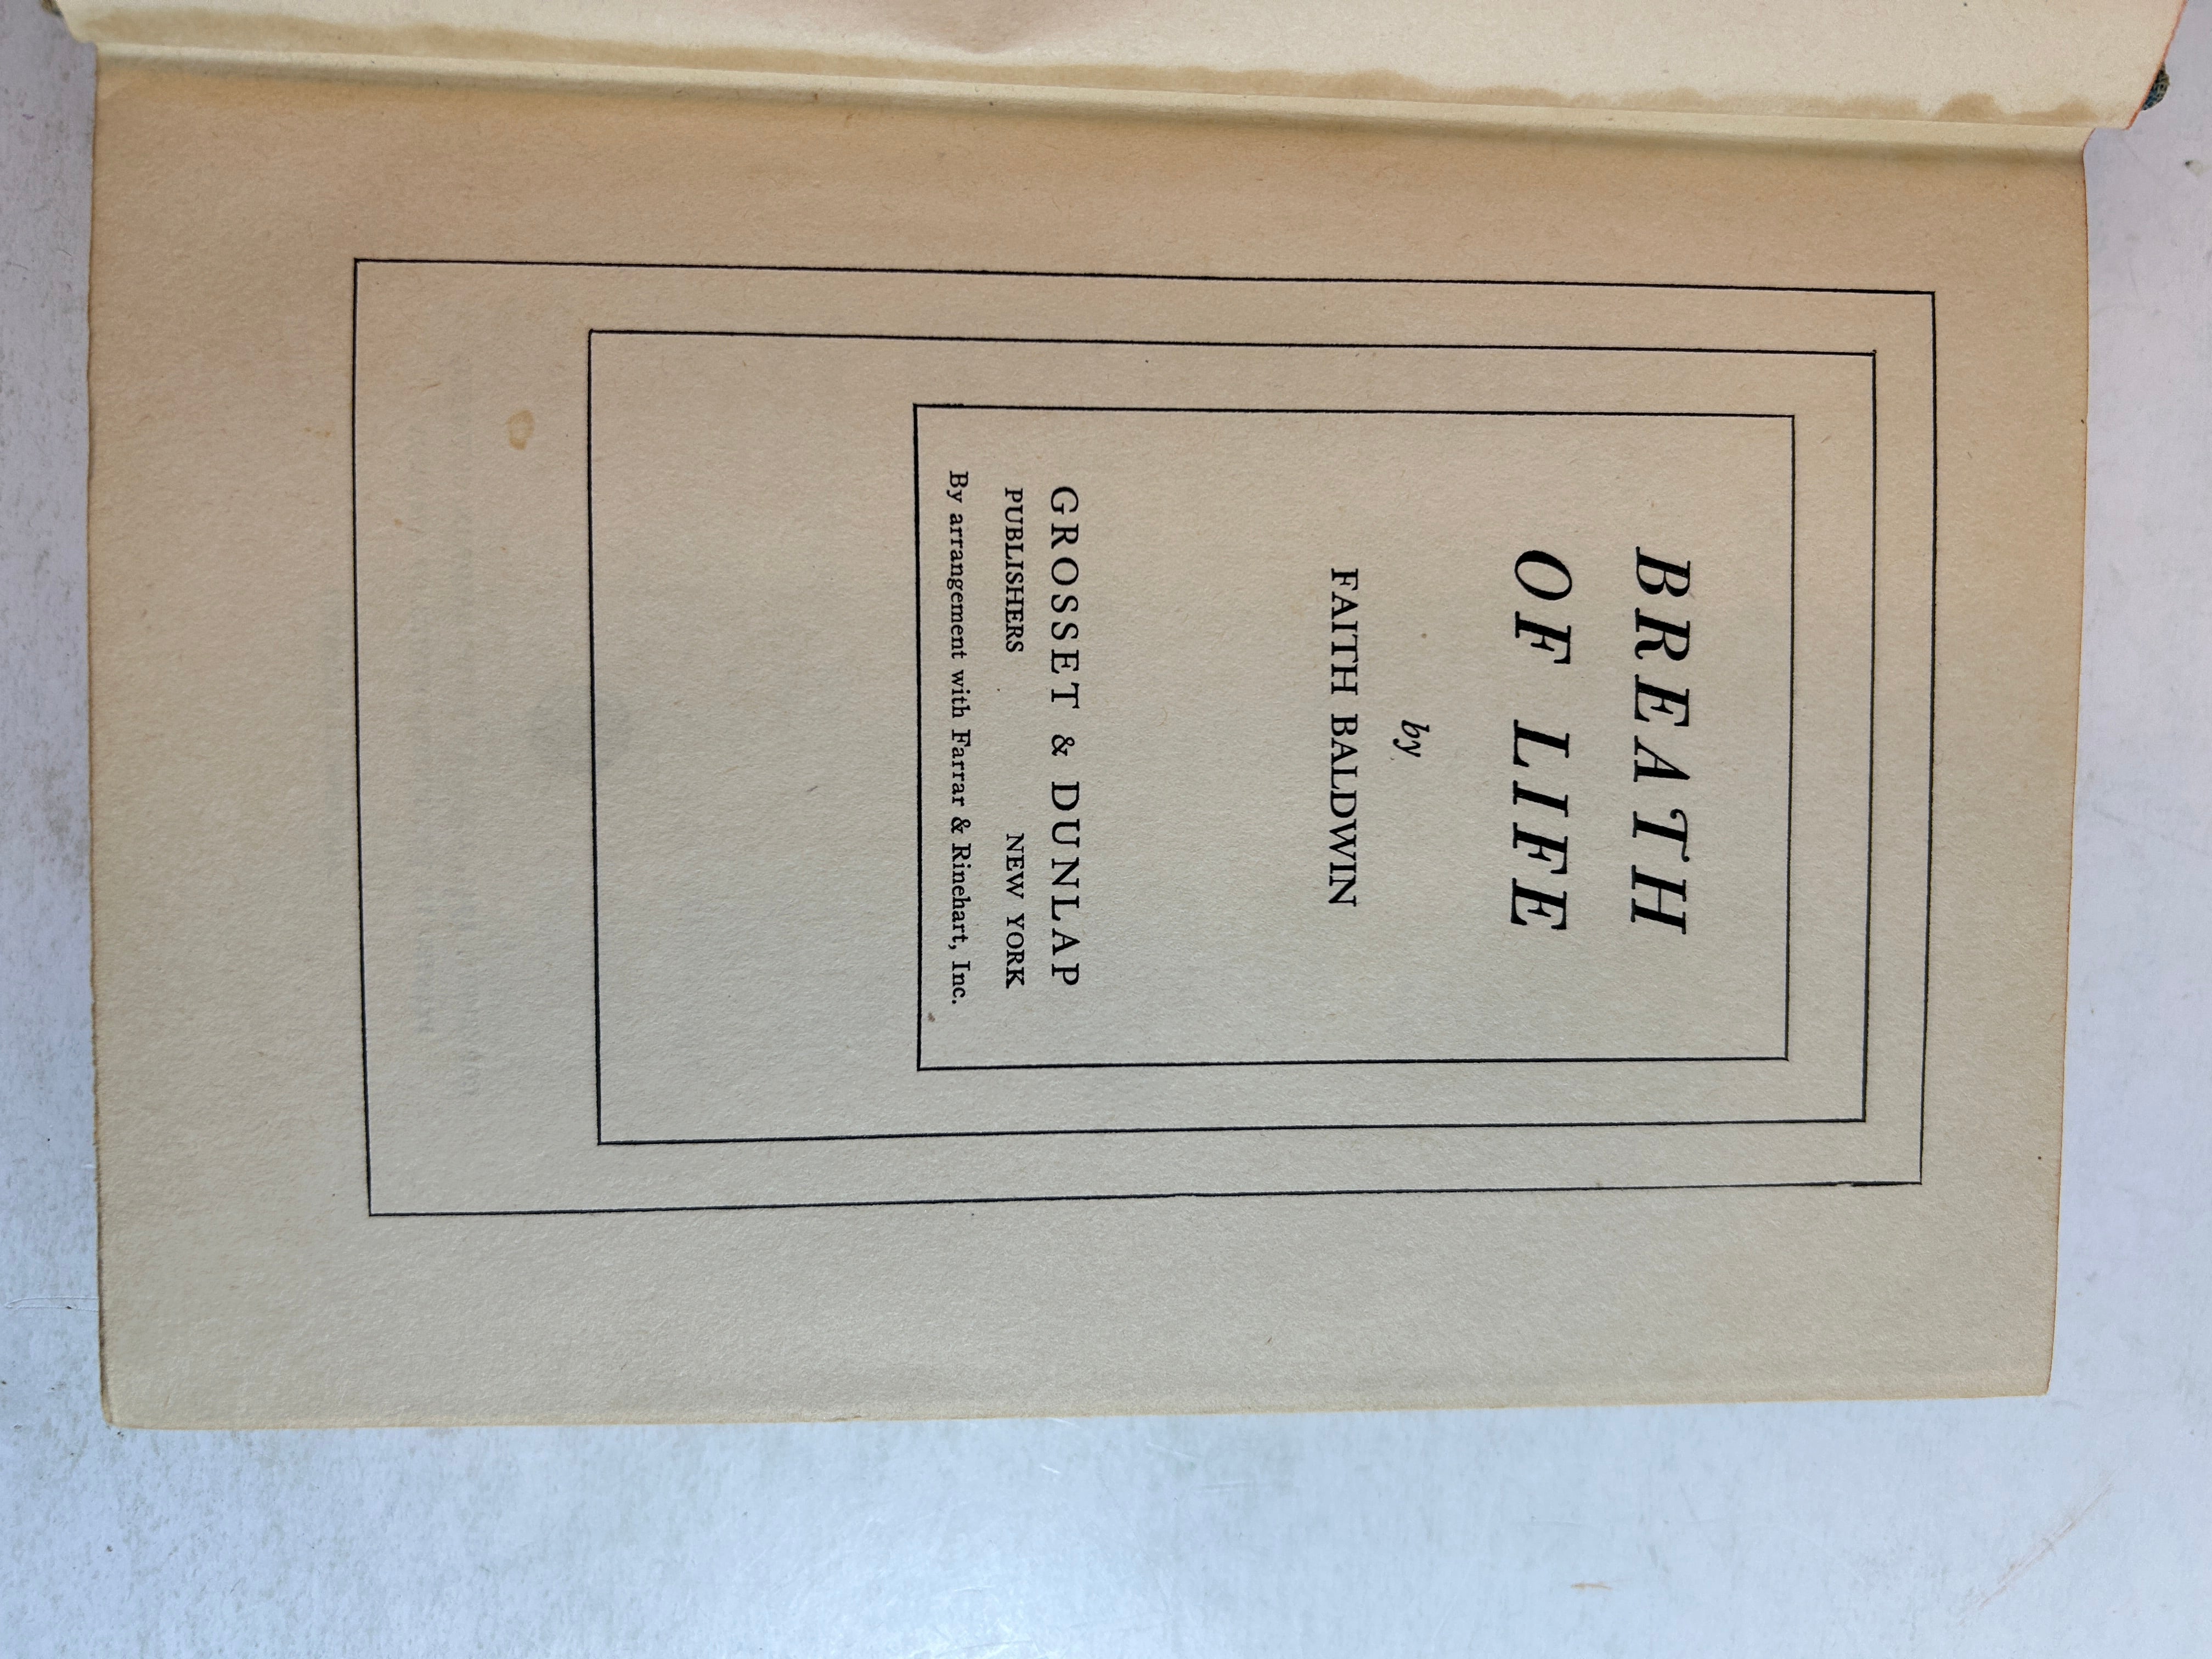 BREATH
OF LIFE
by
FAITH BALDWIN
GROSSET & DUNLAP
PUBLISHERS NEW YORK
By arrangement with Farrar & Rinehart, Inc.